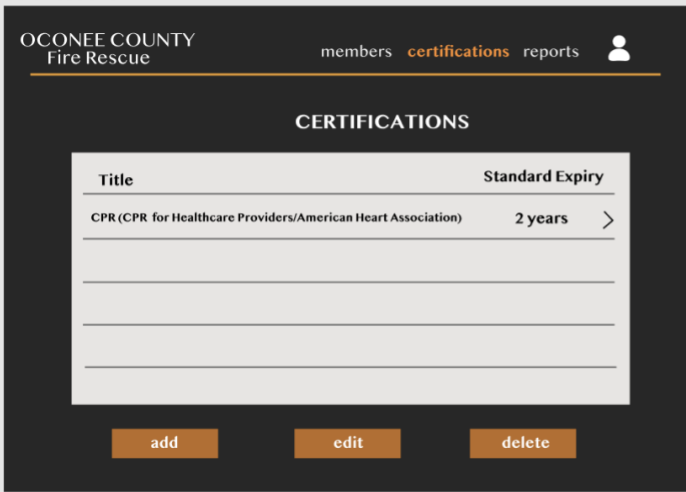 OCONEE COUNTY
Fire Rescue
members certifications reports
CERTIFICATIONS
Title Standard Expiry
CPR (CPR for Healthcare Providers/American Heart Association) 2 years
add edit delete